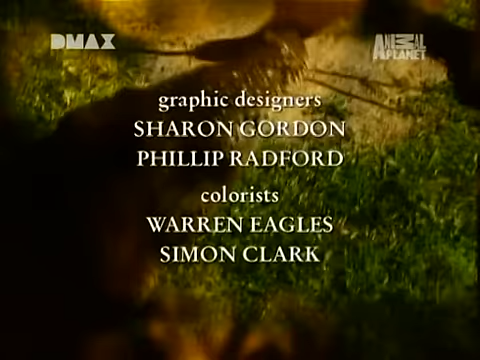 DMAX
ANIMAL
PLANET
graphic designers
SHARON GORDON
PHILLIP RADFORD
colorists
WARREN EAGLES
SIMON CLARK